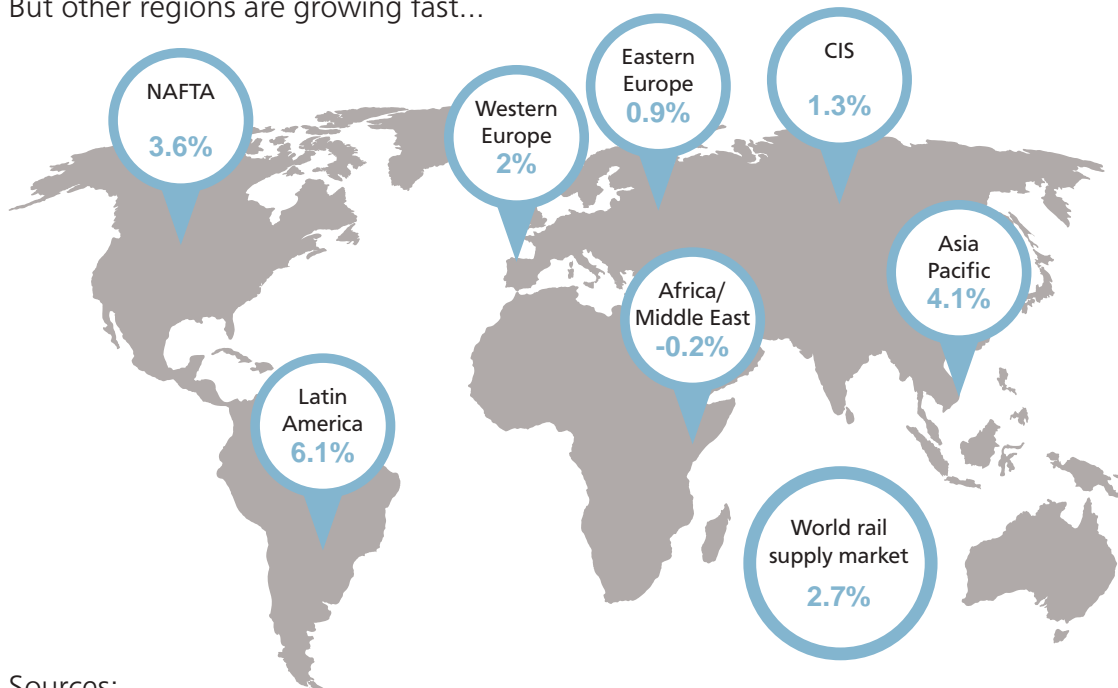 But other regions are growing fast...
NAFTA
3.6%
Western
Europe
2%
Eastern
Europe
0.9%
CIS
1.3%
Asia
Pacific
4.1%
Africa/
Middle East
-0.2%
Latin
America
6.1%
World rail
supply market
2.7%
Sources: